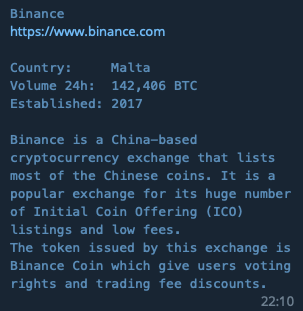 Binance
https://www.binance.com
Country: Malta
Volume 24h: 142,406 BTC
Established: 2017
Binance is a China-based
cryptocurrency exchange that lists
most of the Chinese coins. It is a
popular exchange for its huge number
of Initial Coin Offering (ICO)
listings and low fees.
The token issued by this exchange is
Binance Coin which give users voting
rights and trading fee discounts.
22:10